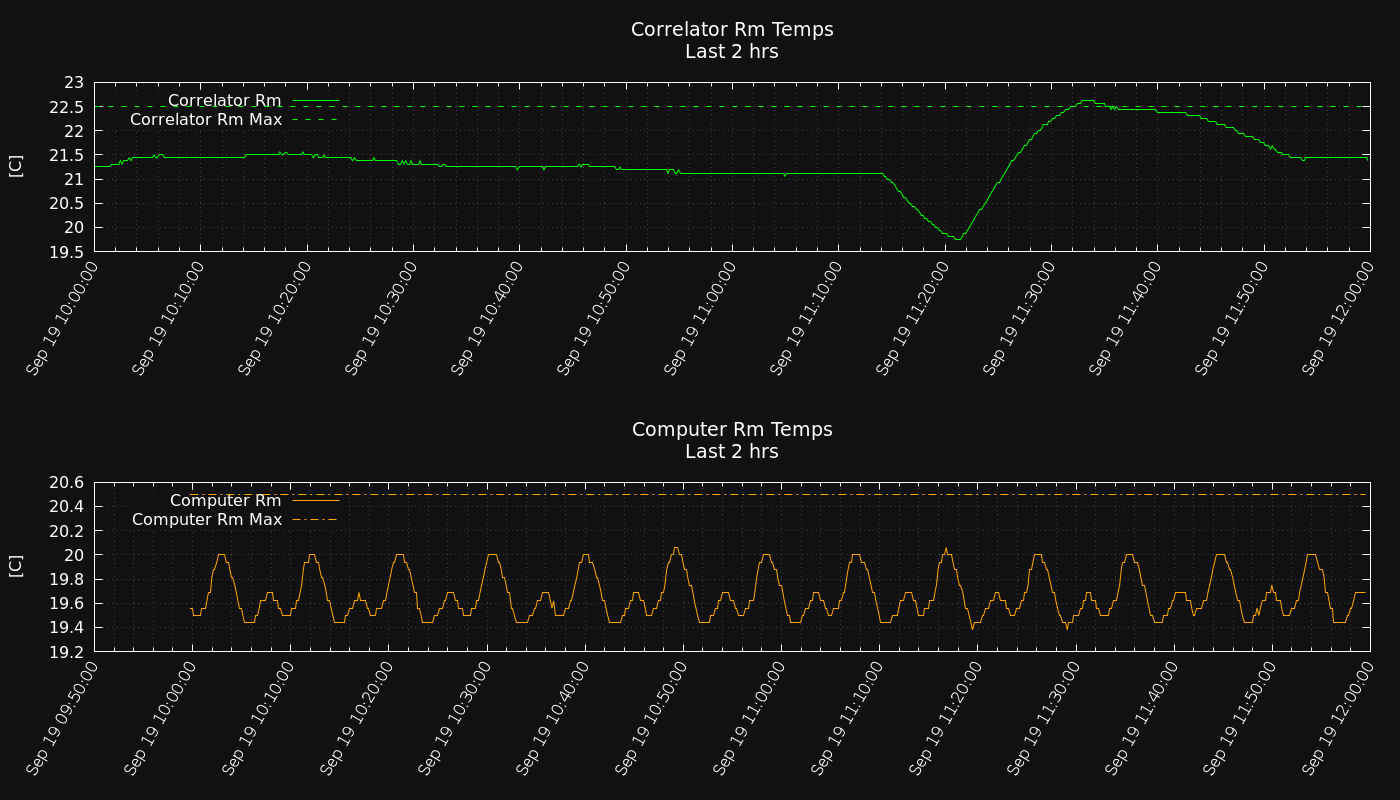 Correlator Rm Temps
Last 2 hrs
[C]
23
22.5
22
21.5
21
20.5
20
19.5
Correlator Rm
Correlator Rm Max
Sep 19 10:00:00
Sep 19 10:10:00
Sep 19 10:20:00
Sep 19 10:30:00
Sep 19 10:40:00
Sep 19 10:50:00
Sep 19 11:00:00
Sep 19 11:10:00
Sep 19 11:20:00
Sep 19 11:30:00
Sep 19 11:40:00
Sep 19 11:50:00
Sep 19 12:00:00
Computer Rm Temps
Last 2 hrs
[C]
20.6
20.4
20.2
20
19.8
19.6
19.4
19.2
Computer Rm
Computer Rm Max
Sep 19 09:50:00
Sep 19 10:00:00
Sep 19 10:10:00
Sep 19 10:20:00
Sep 19 10:30:00
Sep 19 10:40:00
Sep 19 10:50:00
Sep 19 11:00:00
Sep 19 11:10:00
Sep 19 11:20:00
Sep 19 11:30:00
Sep 19 11:40:00
Sep 19 11:50:00
Sep 19 12:00:00